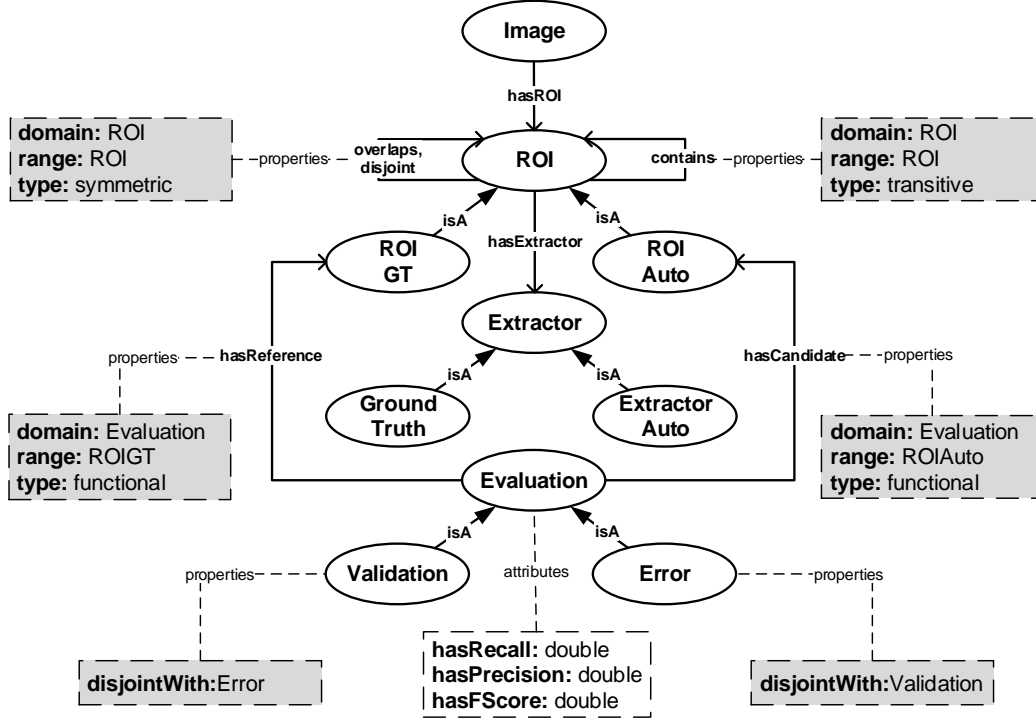 Image
hasROI
domain: ROI
range: ROI
type: symmetric
properties
overlaps,
disjoint
ROI
contains
properties
domain: ROI
range: ROI
type: transitive
isA
isA
ROI
GT
hasExtractor
ROI
Auto
Extractor
properties
hasReference
hasCandidate
properties
isA
isA
Ground
Truth
Extractor
Auto
domain: Evaluation
range: ROIGT
type: functional
domain: Evaluation
range: ROIAuto
type: functional
Evaluation
isA
isA
properties
Validation
attributes
Error
properties
disjointWith:Error
hasRecall: double
hasPrecision: double
hasFScore: double
disjointWith:Validation